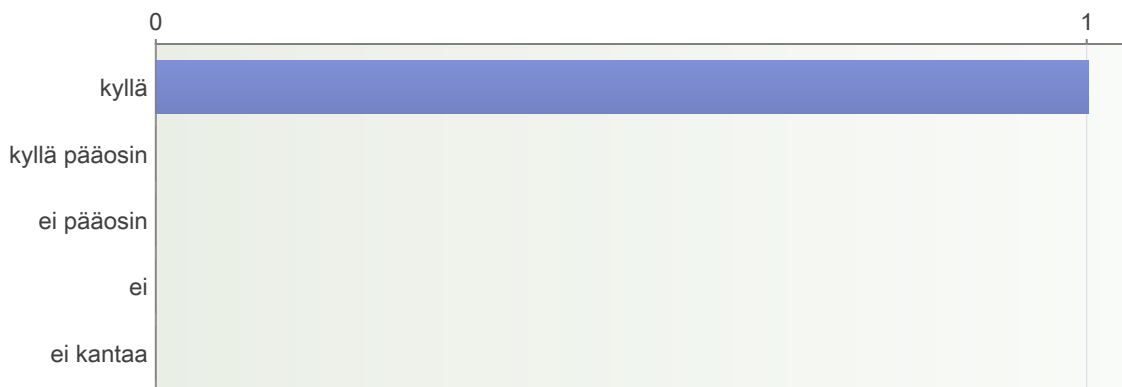 0 1
kyllä
kyllä pääosin
ei pääosin
ei
ei kantaa